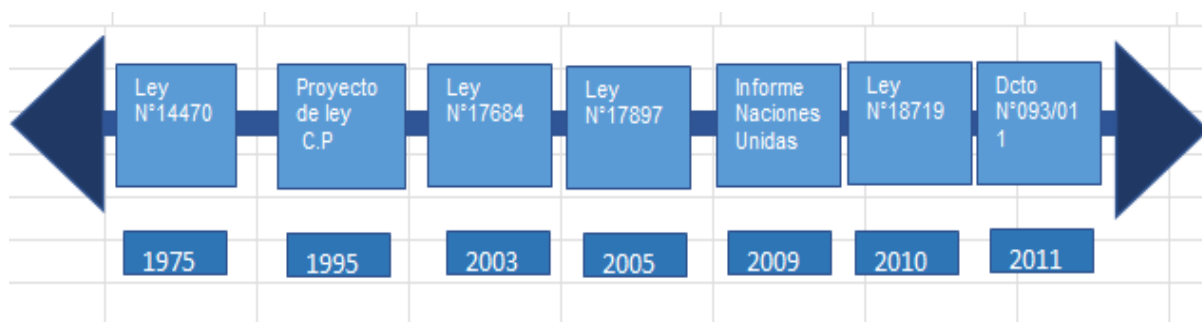 Ley
N°14470
Proyecto
de ley
C.P
Ley
N°17684
Ley
N°17897
Informe
Naciones
Unidas
Ley
N°18719
Dcto
N°093/01
1
1975
1995
2003
2005
2009
2010
2011